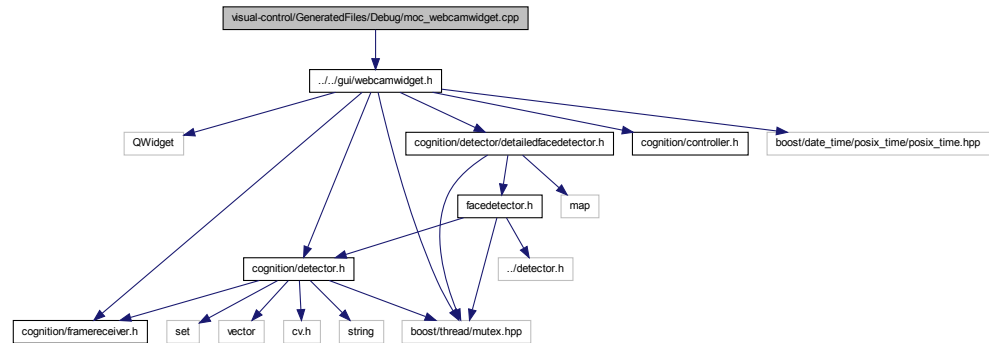 visual-control/GeneratedFiles/Debug/moc_webcamwidget.cpp
../../gui/webcamwidget.h
QWidget
cognition/detector/detailedfacedetector.h
cognition/controller.h
boost/date_time/posix_time/posix_time.hpp
facedetector.h
map
cognition/detector.h
../detector.h
cognition/framereceiver.h
set
vector
cv.h
string
boost/thread/mutex.hpp